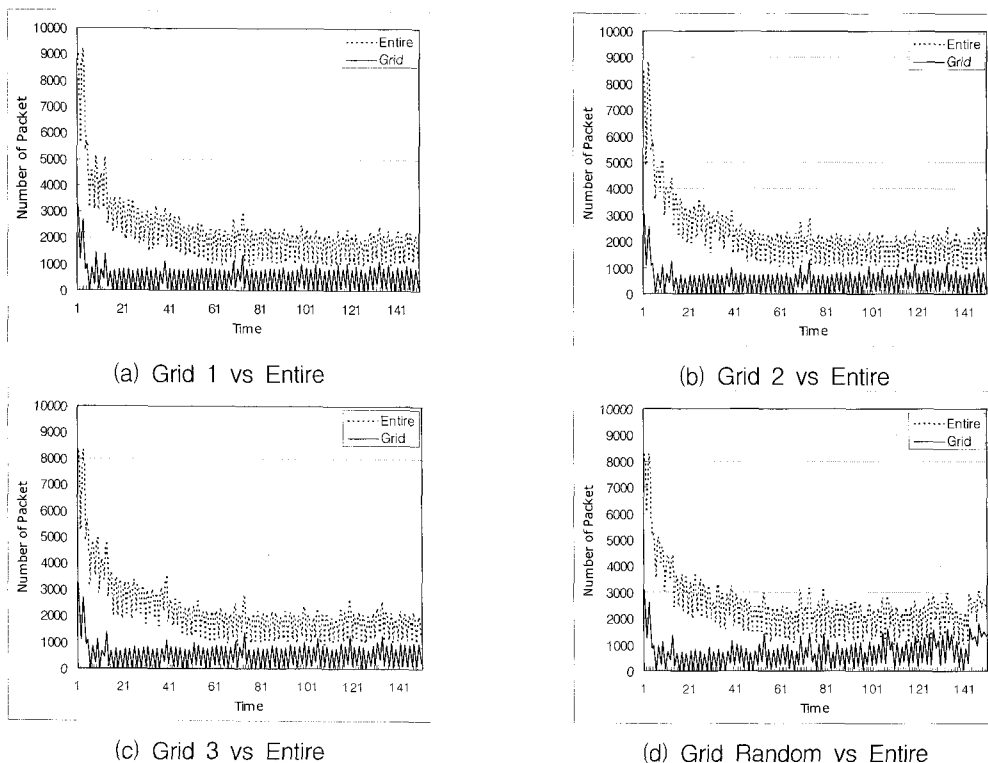 10000
9000
8000
7000
6000
5000
4000
3000
2000
1000
0
Number of Packet
Entire
Grid
1 21 41 61 81 101 121 141
Time
(a) Grid 1 vs Entire
10000
9000
8000
7000
6000
5000
4000
3000
2000
1000
0
Number of Packet
Entire
Grid
1 21 41 61 81 101 121 141
Time
(b) Grid 2 vs Entire
10000
9000
8000
7000
6000
5000
4000
3000
2000
1000
0
Number of Packet
Entire
Grid
1 21 41 61 81 101 121 141
Time
(c) Grid 3 vs Entire
10000
9000
8000
7000
6000
5000
4000
3000
2000
1000
0
Number of Packet
Entire
Grid
1 21 41 61 81 101 121 141
Time
(d) Grid Random vs Entire